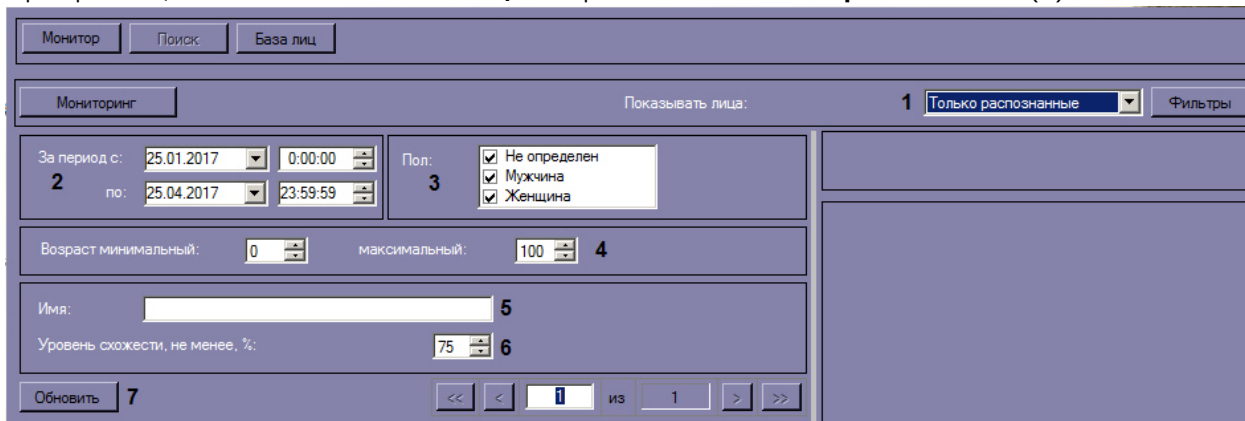 Монитор Поиск База лиц
Мониторинг Показывать лица: 1 Только распознанные Фильтры
За период с: 25.01.2017 0:00:00 Пол: Не определен
2 3 Мужчина
по: 25.04.2017 23:59:59 Женщина
Возраст минимальный: 0 максимальный: 100 4
Имя: 5
Уровень схожести, не менее, %: 75 6
Обновить 7 << < 1 из 1 > >>